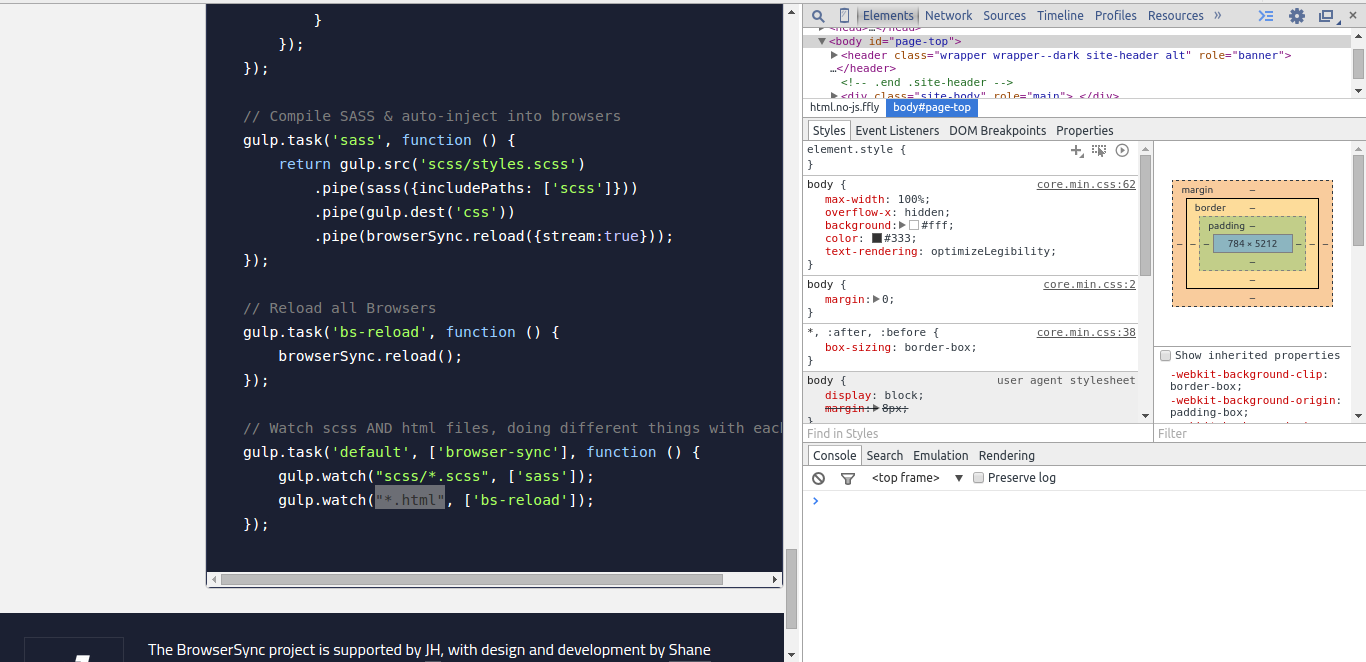 }
        });
    });

    // Compile SASS & auto-inject into browsers
    gulp.task('sass', function () {
        return gulp.src('scss/styles.scss')
            .pipe(sass({includePaths: ['scss']}))
            .pipe(gulp.dest('css'))
            .pipe(browserSync.reload({stream:true}));
    });

    // Reload all Browsers
    gulp.task('bs-reload', function () {
        browserSync.reload();
    });

    // Watch scss AND html files, doing different things with each
    gulp.task('default', ['browser-sync'], function () {
        gulp.watch("scss/*.scss", ['sass']);
        gulp.watch("*.html", ['bs-reload']);
    });
The BrowserSync project is supported by JH, with design and development by Shane
Elements Network Sources Timeline Profiles Resources »
<head>…</head>
<body id="page-top">
<header class="wrapper wrapper--dark site-header alt" role="banner">
…</header>
<!-- .end .site-header -->
<div class="site-body" role="main">…</div>
html.no-js.ffly body#page-top
Styles Event Listeners DOM Breakpoints Properties
element.style {
}
body { core.min.css:62
max-width: 100%;
overflow-x: hidden;
background: #fff;
color: #333;
text-rendering: optimizeLegibility;
}
body { core.min.css:2
margin: 0;
}
*, :after, :before { core.min.css:38
box-sizing: border-box;
}
body { user agent stylesheet
display: block;
margin: 8px;
}
Find in Styles
margin –
border –
padding –
– – – 784 × 5212 – – –
–
–
–
Show inherited properties
-webkit-background-clip:
border-box;
-webkit-background-origin:
padding-box;
Filter
Console Search Emulation Rendering
<top frame> ▼ Preserve log
>